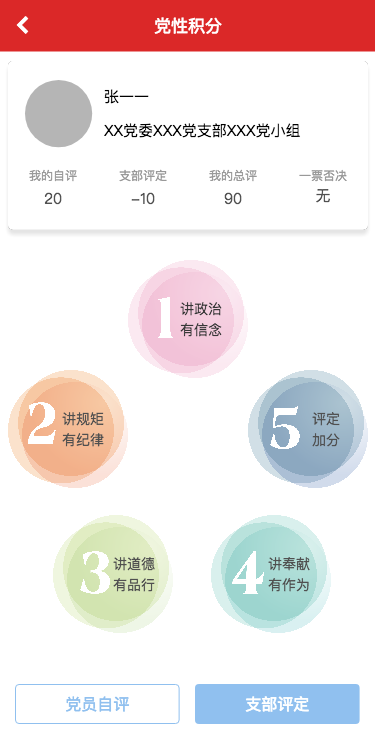 党性积分
张一一
XX党委XXX党支部XXX党小组
我的自评 支部评定 我的总评 一票否决
20 -10 90 无
1 讲政治
有信念
2 讲规矩
有纪律
5 评定
加分
3 讲道德
有品行
4 讲奉献
有作为
党员自评 支部评定